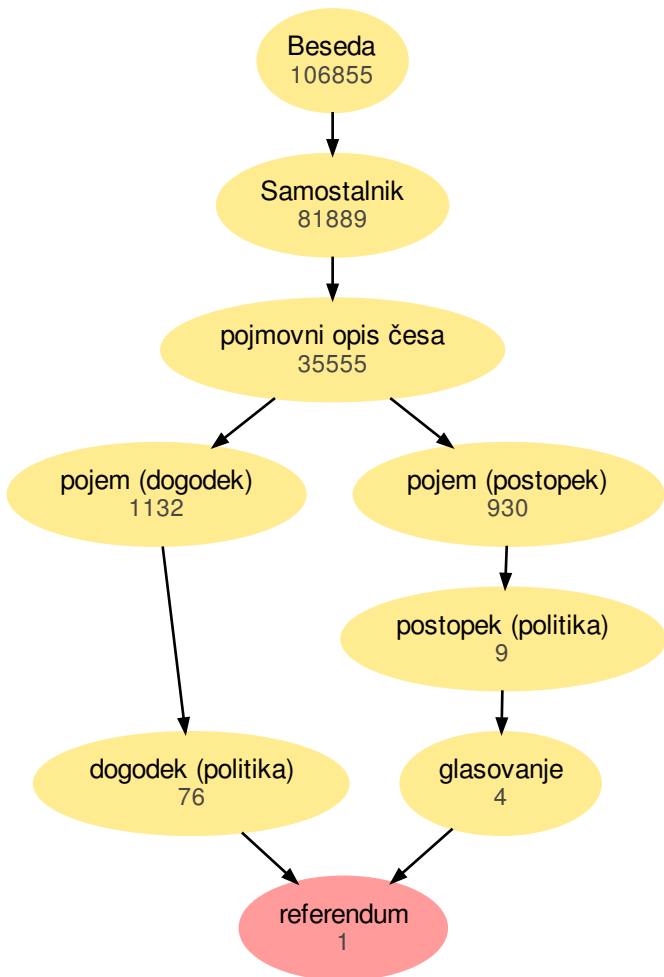 Beseda
106855
Samostalnik
81889
pojmovni opis česa
35555
pojem (dogodek)
1132
pojem (postopek)
930
postopek (politika)
9
dogodek (politika)
76
glasovanje
4
referendum
1